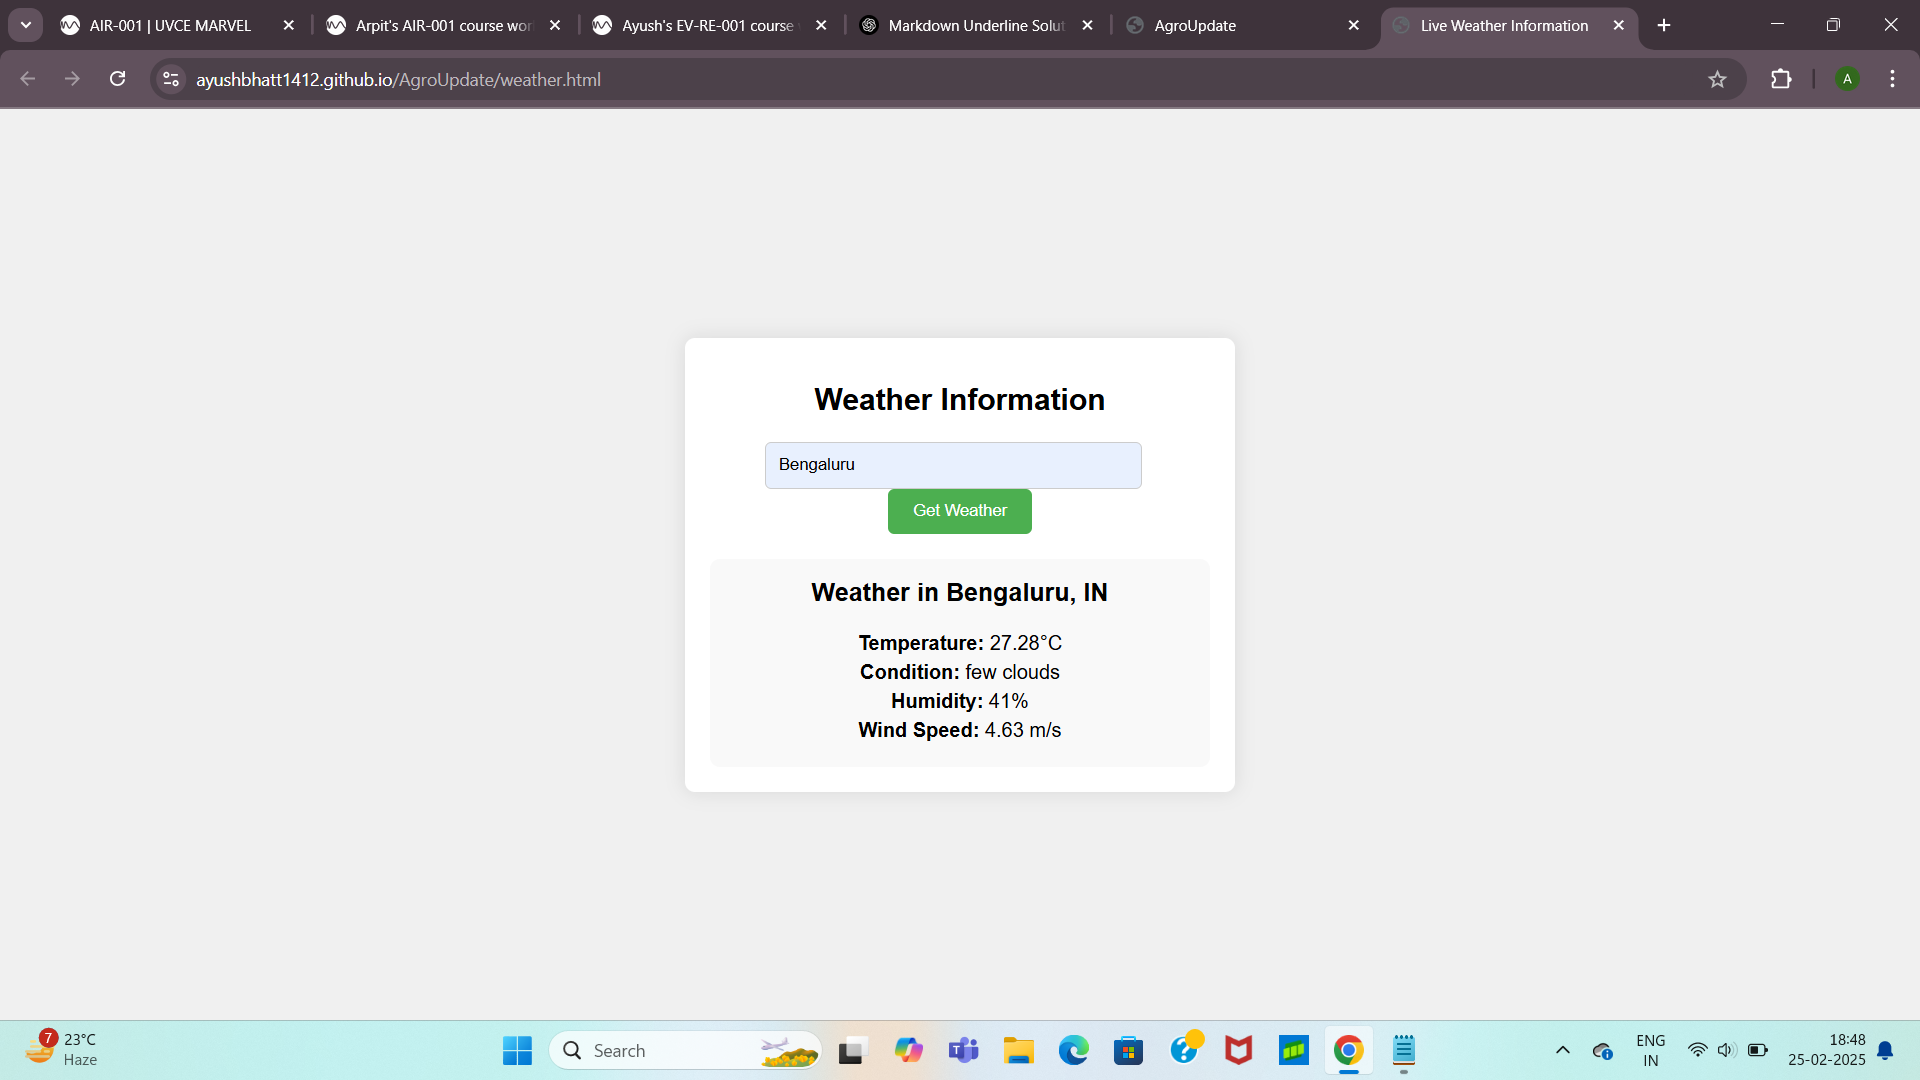 AIR-001 | UVCE MARVEL
Arpit's AIR-001 course wor
Ayush's EV-RE-001 course
Markdown Underline Solut
AgroUpdate
Live Weather Information
ayushbhatt1412.github.io/AgroUpdate/weather.html
A
Weather Information
Bengaluru
Get Weather
Weather in Bengaluru, IN
Temperature: 27.28°C
Condition: few clouds
Humidity: 41%
Wind Speed: 4.63 m/s
7
23°C
Haze
Search
ENG
IN
18:48
25-02-2025